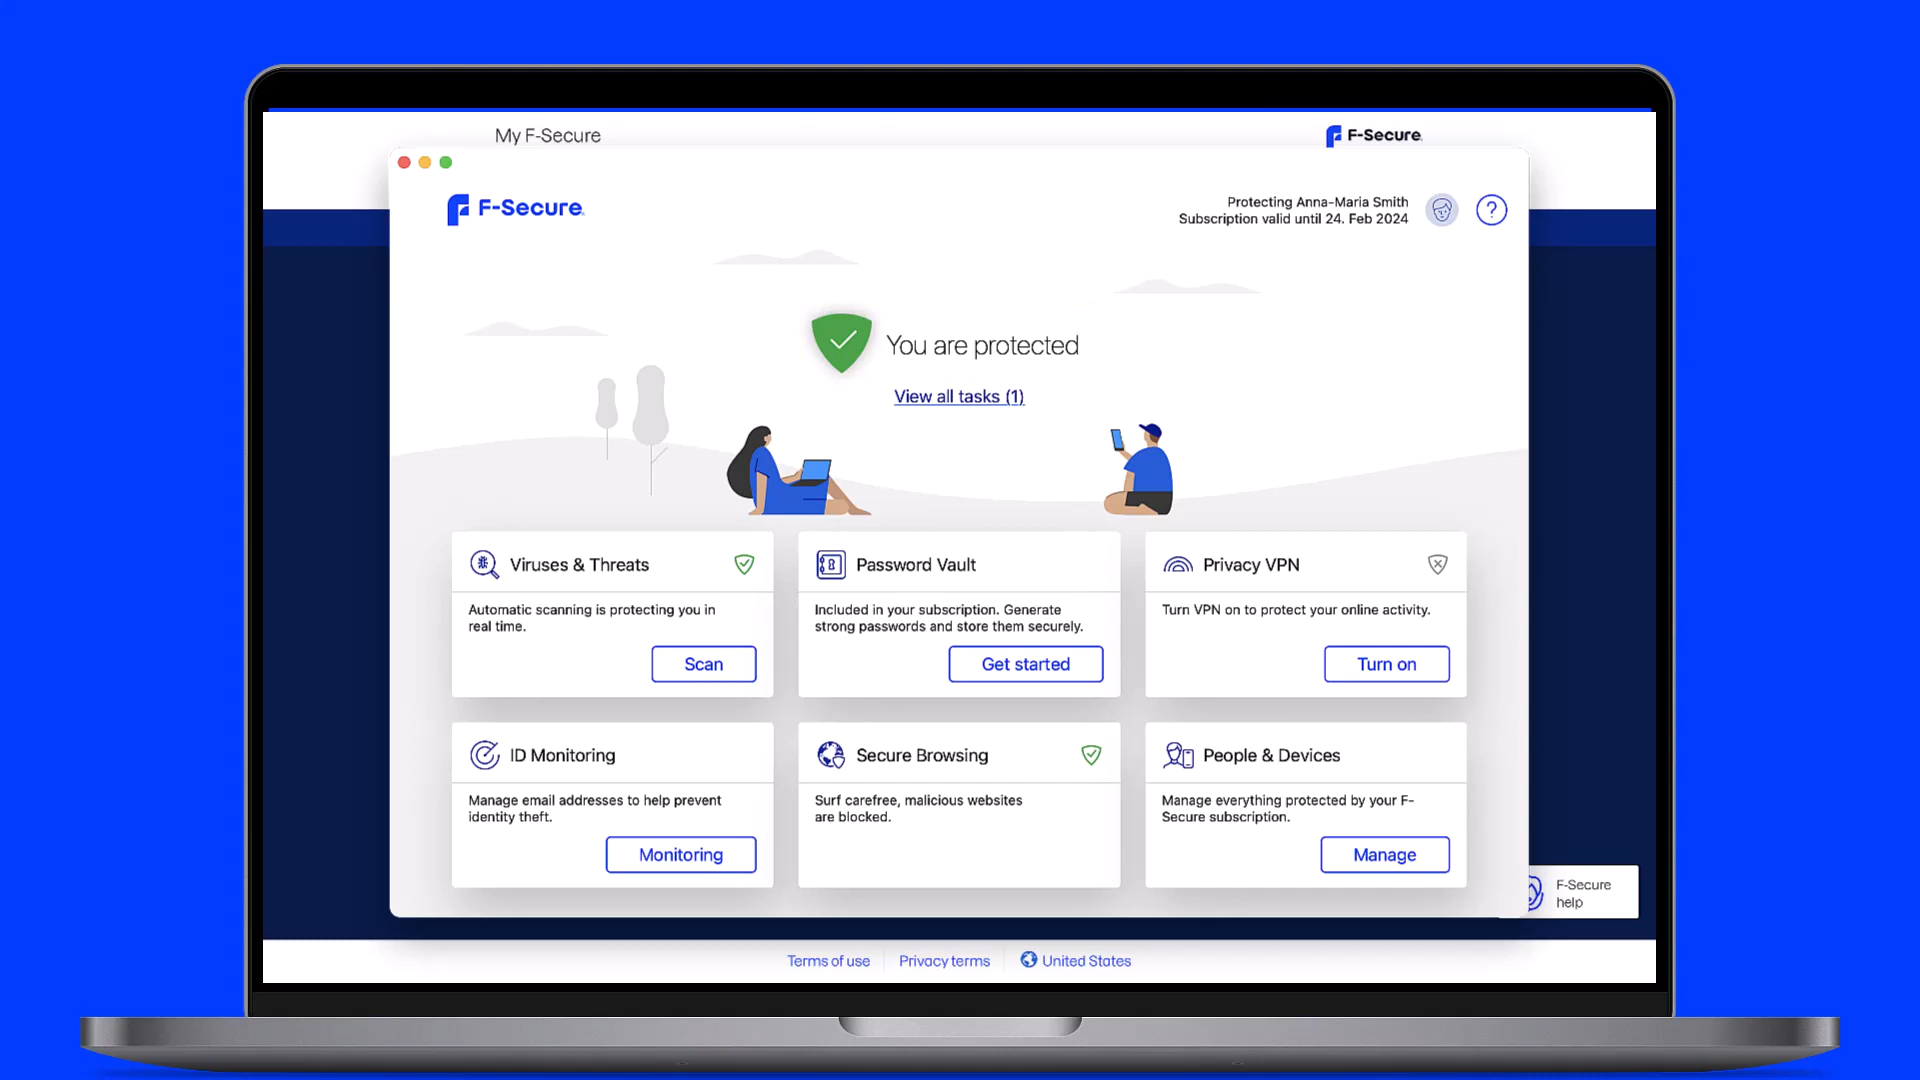 My F-Secure
F-Secure.
F-Secure.
Protecting Anna-Maria Smith
Subscription valid until 24. Feb 2024
?
You are protected
View all tasks (1)
Viruses & Threats
Automatic scanning is protecting you in
real time.
Scan
Password Vault
Included in your subscription. Generate
strong passwords and store them securely.
Get started
Privacy VPN
Turn VPN on to protect your online activity.
Turn on
ID Monitoring
Manage email addresses to help prevent
identity theft.
Monitoring
Secure Browsing
Surf carefree, malicious websites
are blocked.
People & Devices
Manage everything protected by your F-
Secure subscription.
Manage
F-Secure
help
Terms of use
Privacy terms
United States